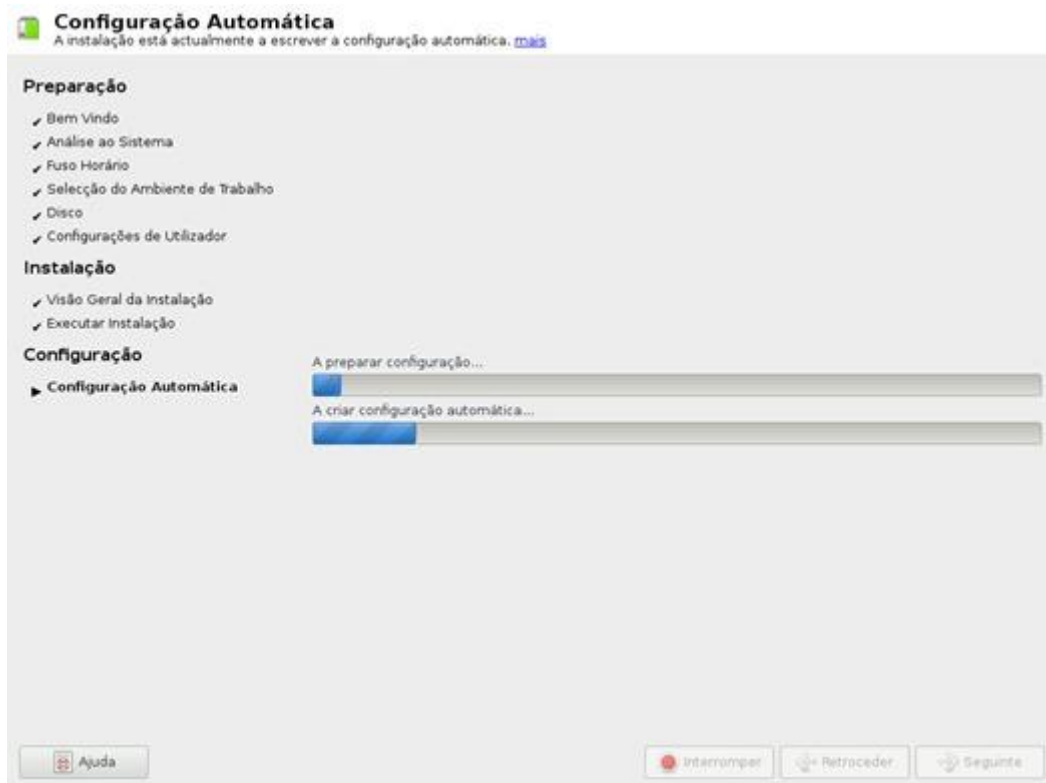 Configuração Automática
A instalação está actualmente a escrever a configuração automática. mais
Preparação
Bem Vindo
Análise ao Sistema
Fuso Horário
Selecção do Ambiente de Trabalho
Disco
Configurações de Utilizador
Instalação
Visão Geral da Instalação
Executar Instalação
Configuração
Configuração Automática
A preparar configuração...
A criar configuração automática...
Ajuda
Interromper
Retroceder
Seguinte